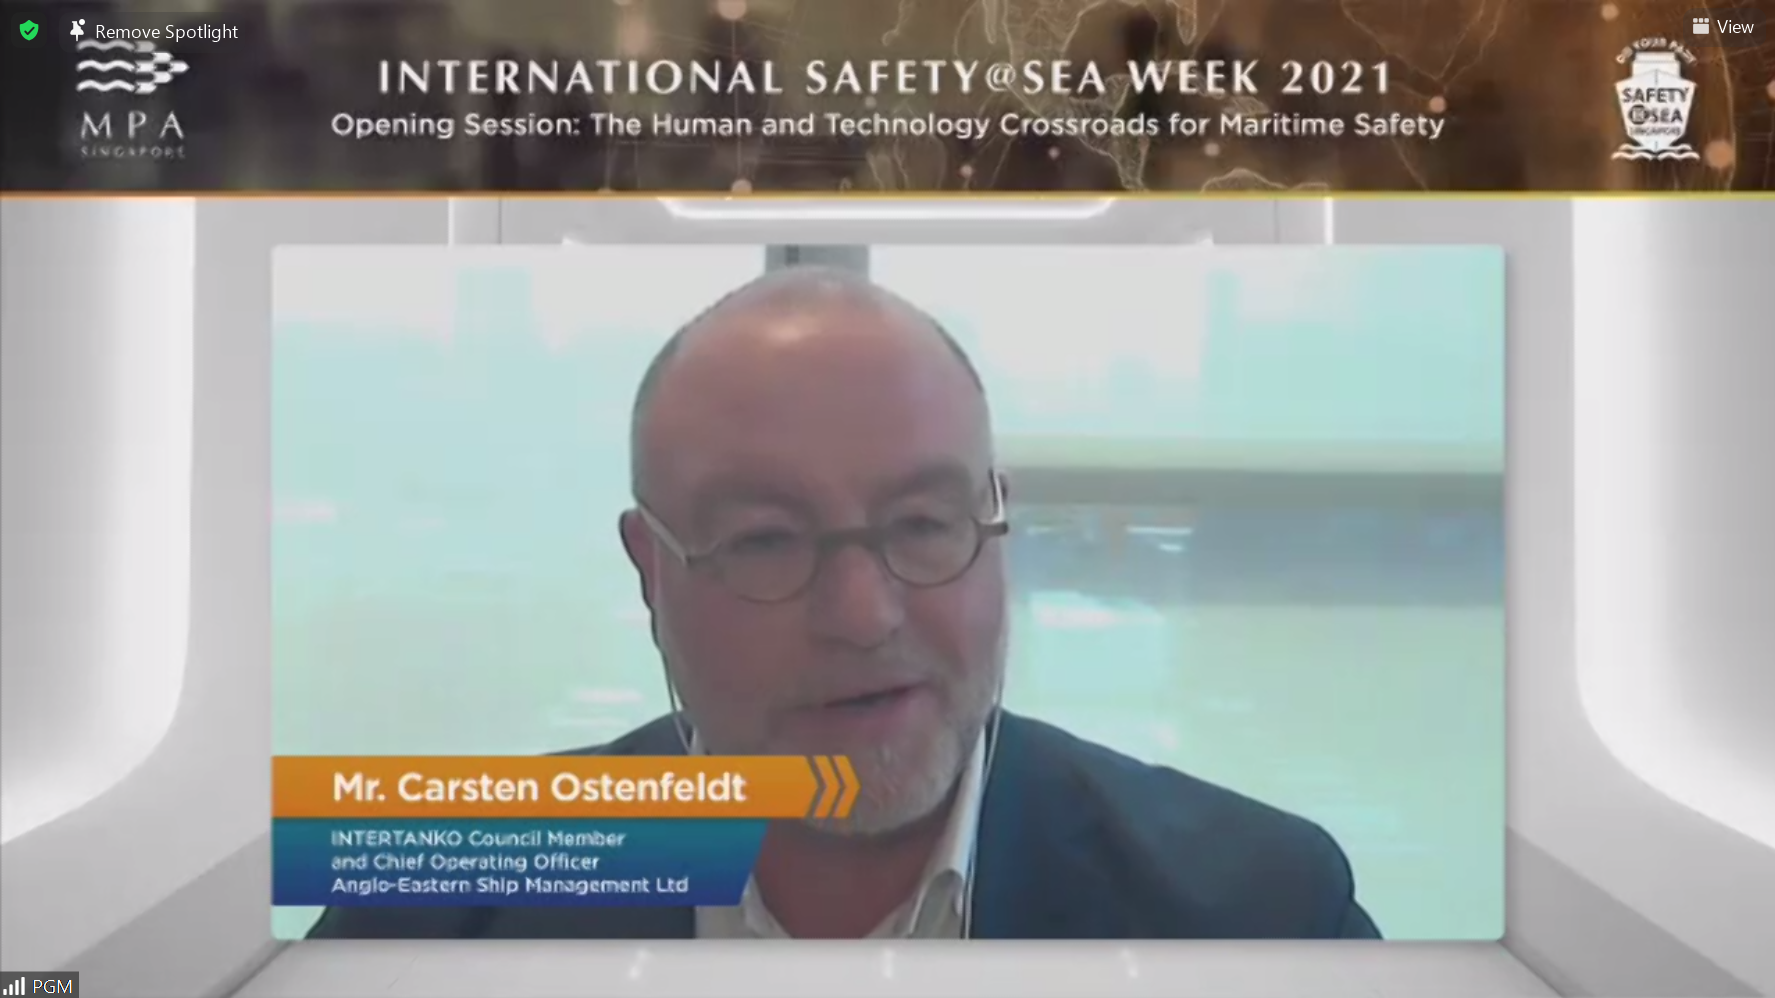 Remove Spotlight
View
MPA
SINGAPORE
INTERNATIONAL SAFETY@SEA WEEK 2021
Opening Session: The Human and Technology Crossroads for Maritime Safety
DO YOUR PART
SAFETY
@SEA
SINGAPORE
Mr. Carsten Ostenfeldt
INTERTANKO Council Member
and Chief Operating Officer
Anglo-Eastern Ship Management Ltd
PGM